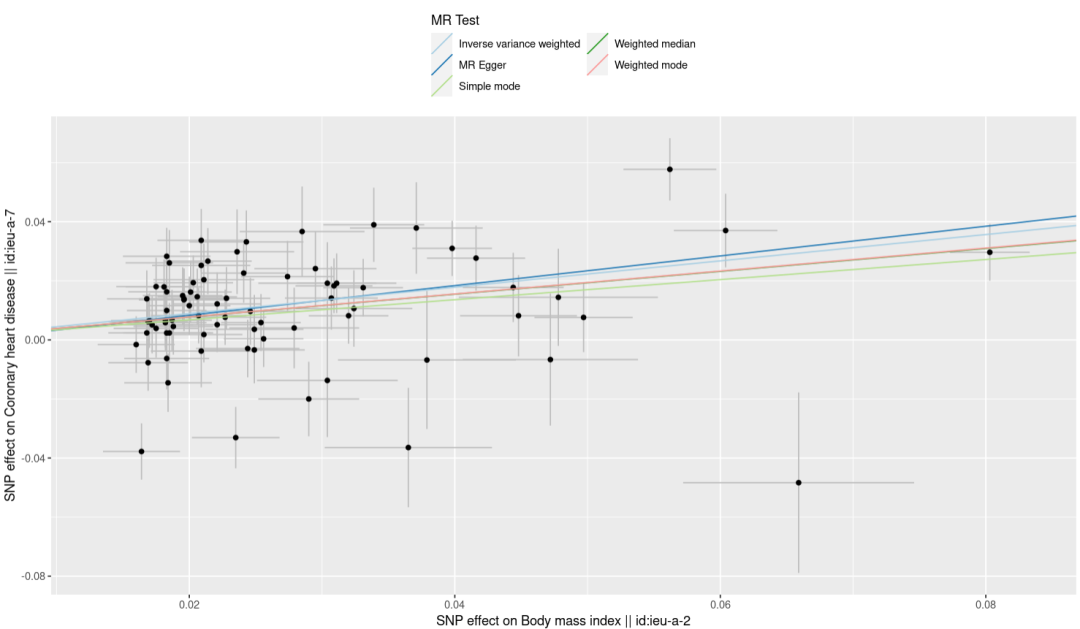 MR Test
Inverse variance weighted
Weighted median
MR Egger
Weighted mode
Simple mode
SNP effect on Coronary heart disease || id:ieu-a-7
0.04
0.00
-0.04
-0.08
0.02
0.04
0.06
0.08
SNP effect on Body mass index || id:ieu-a-2